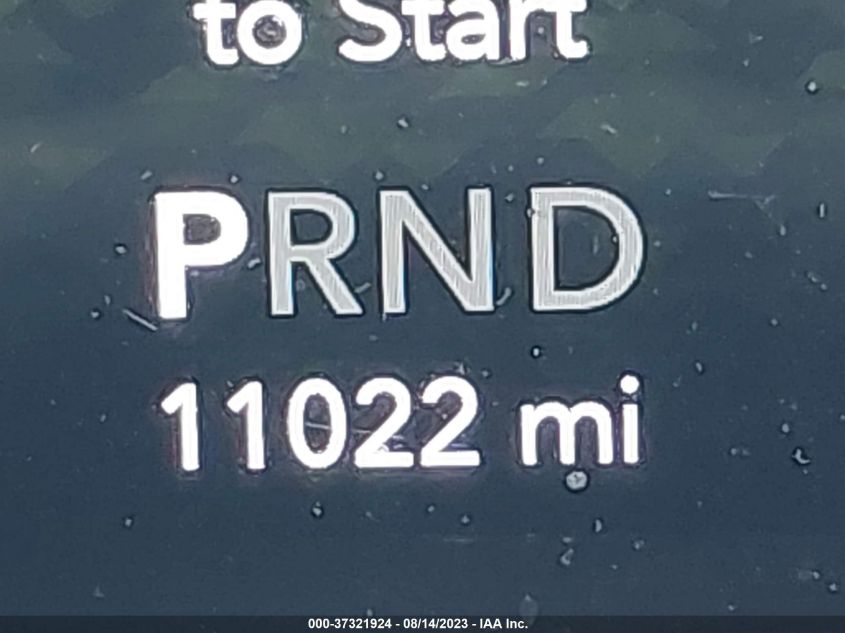 to Start
PRND
11022 mi
000-37321924 - 08/14/2023 - IAA Inc.